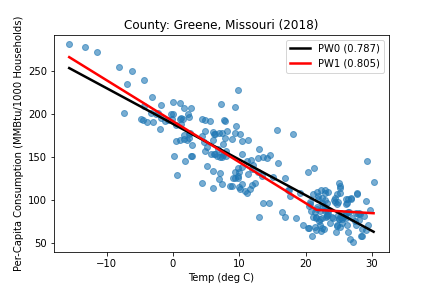 County: Greene, Missouri (2018)
PW0 (0.787)
PW1 (0.805)
Per-Capita Consumption (MMBtu/1000 Households)
250
200
150
100
50
−10
0
10
20
30
Temp (deg C)